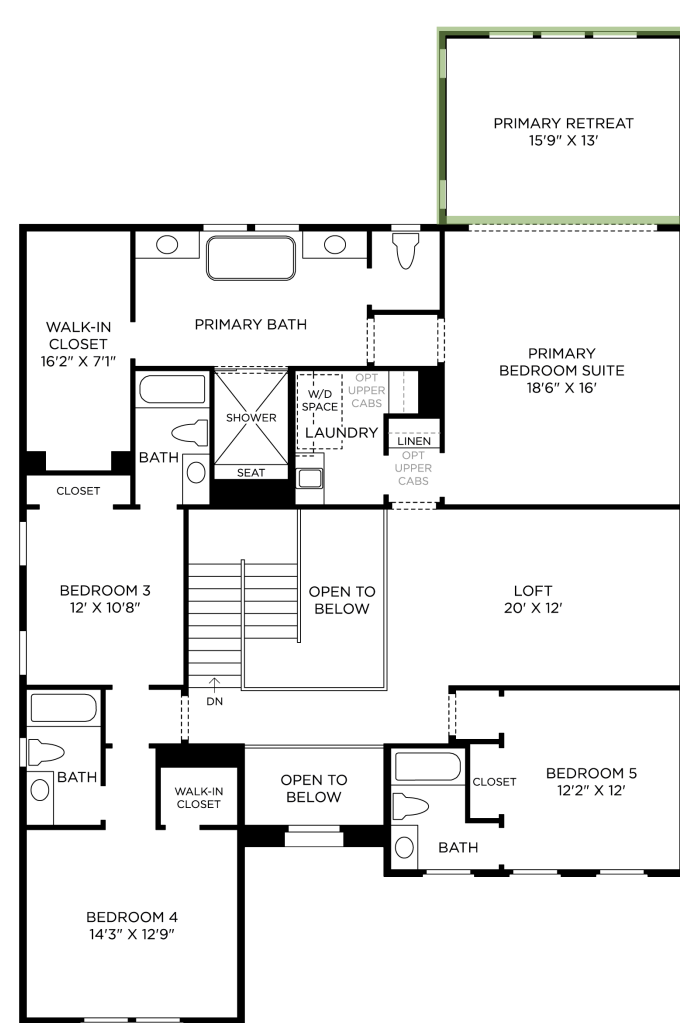 PRIMARY RETREAT
15'9" X 13'
WALK-IN
CLOSET
16'2" X 7'1"
PRIMARY BATH
PRIMARY
BEDROOM SUITE
18'6" X 16'
OPT
UPPER
CABS
W/D
SPACE
SHOWER
LAUNDRY
LINEN
BATH
SEAT
OPT
UPPER
CABS
CLOSET
BEDROOM 3
12' X 10'8"
OPEN TO
BELOW
LOFT
20' X 12'
DN
BATH
WALK-IN
CLOSET
OPEN TO
BELOW
CLOSET
BEDROOM 5
12'2" X 12'
BATH
BEDROOM 4
14'3" X 12'9"